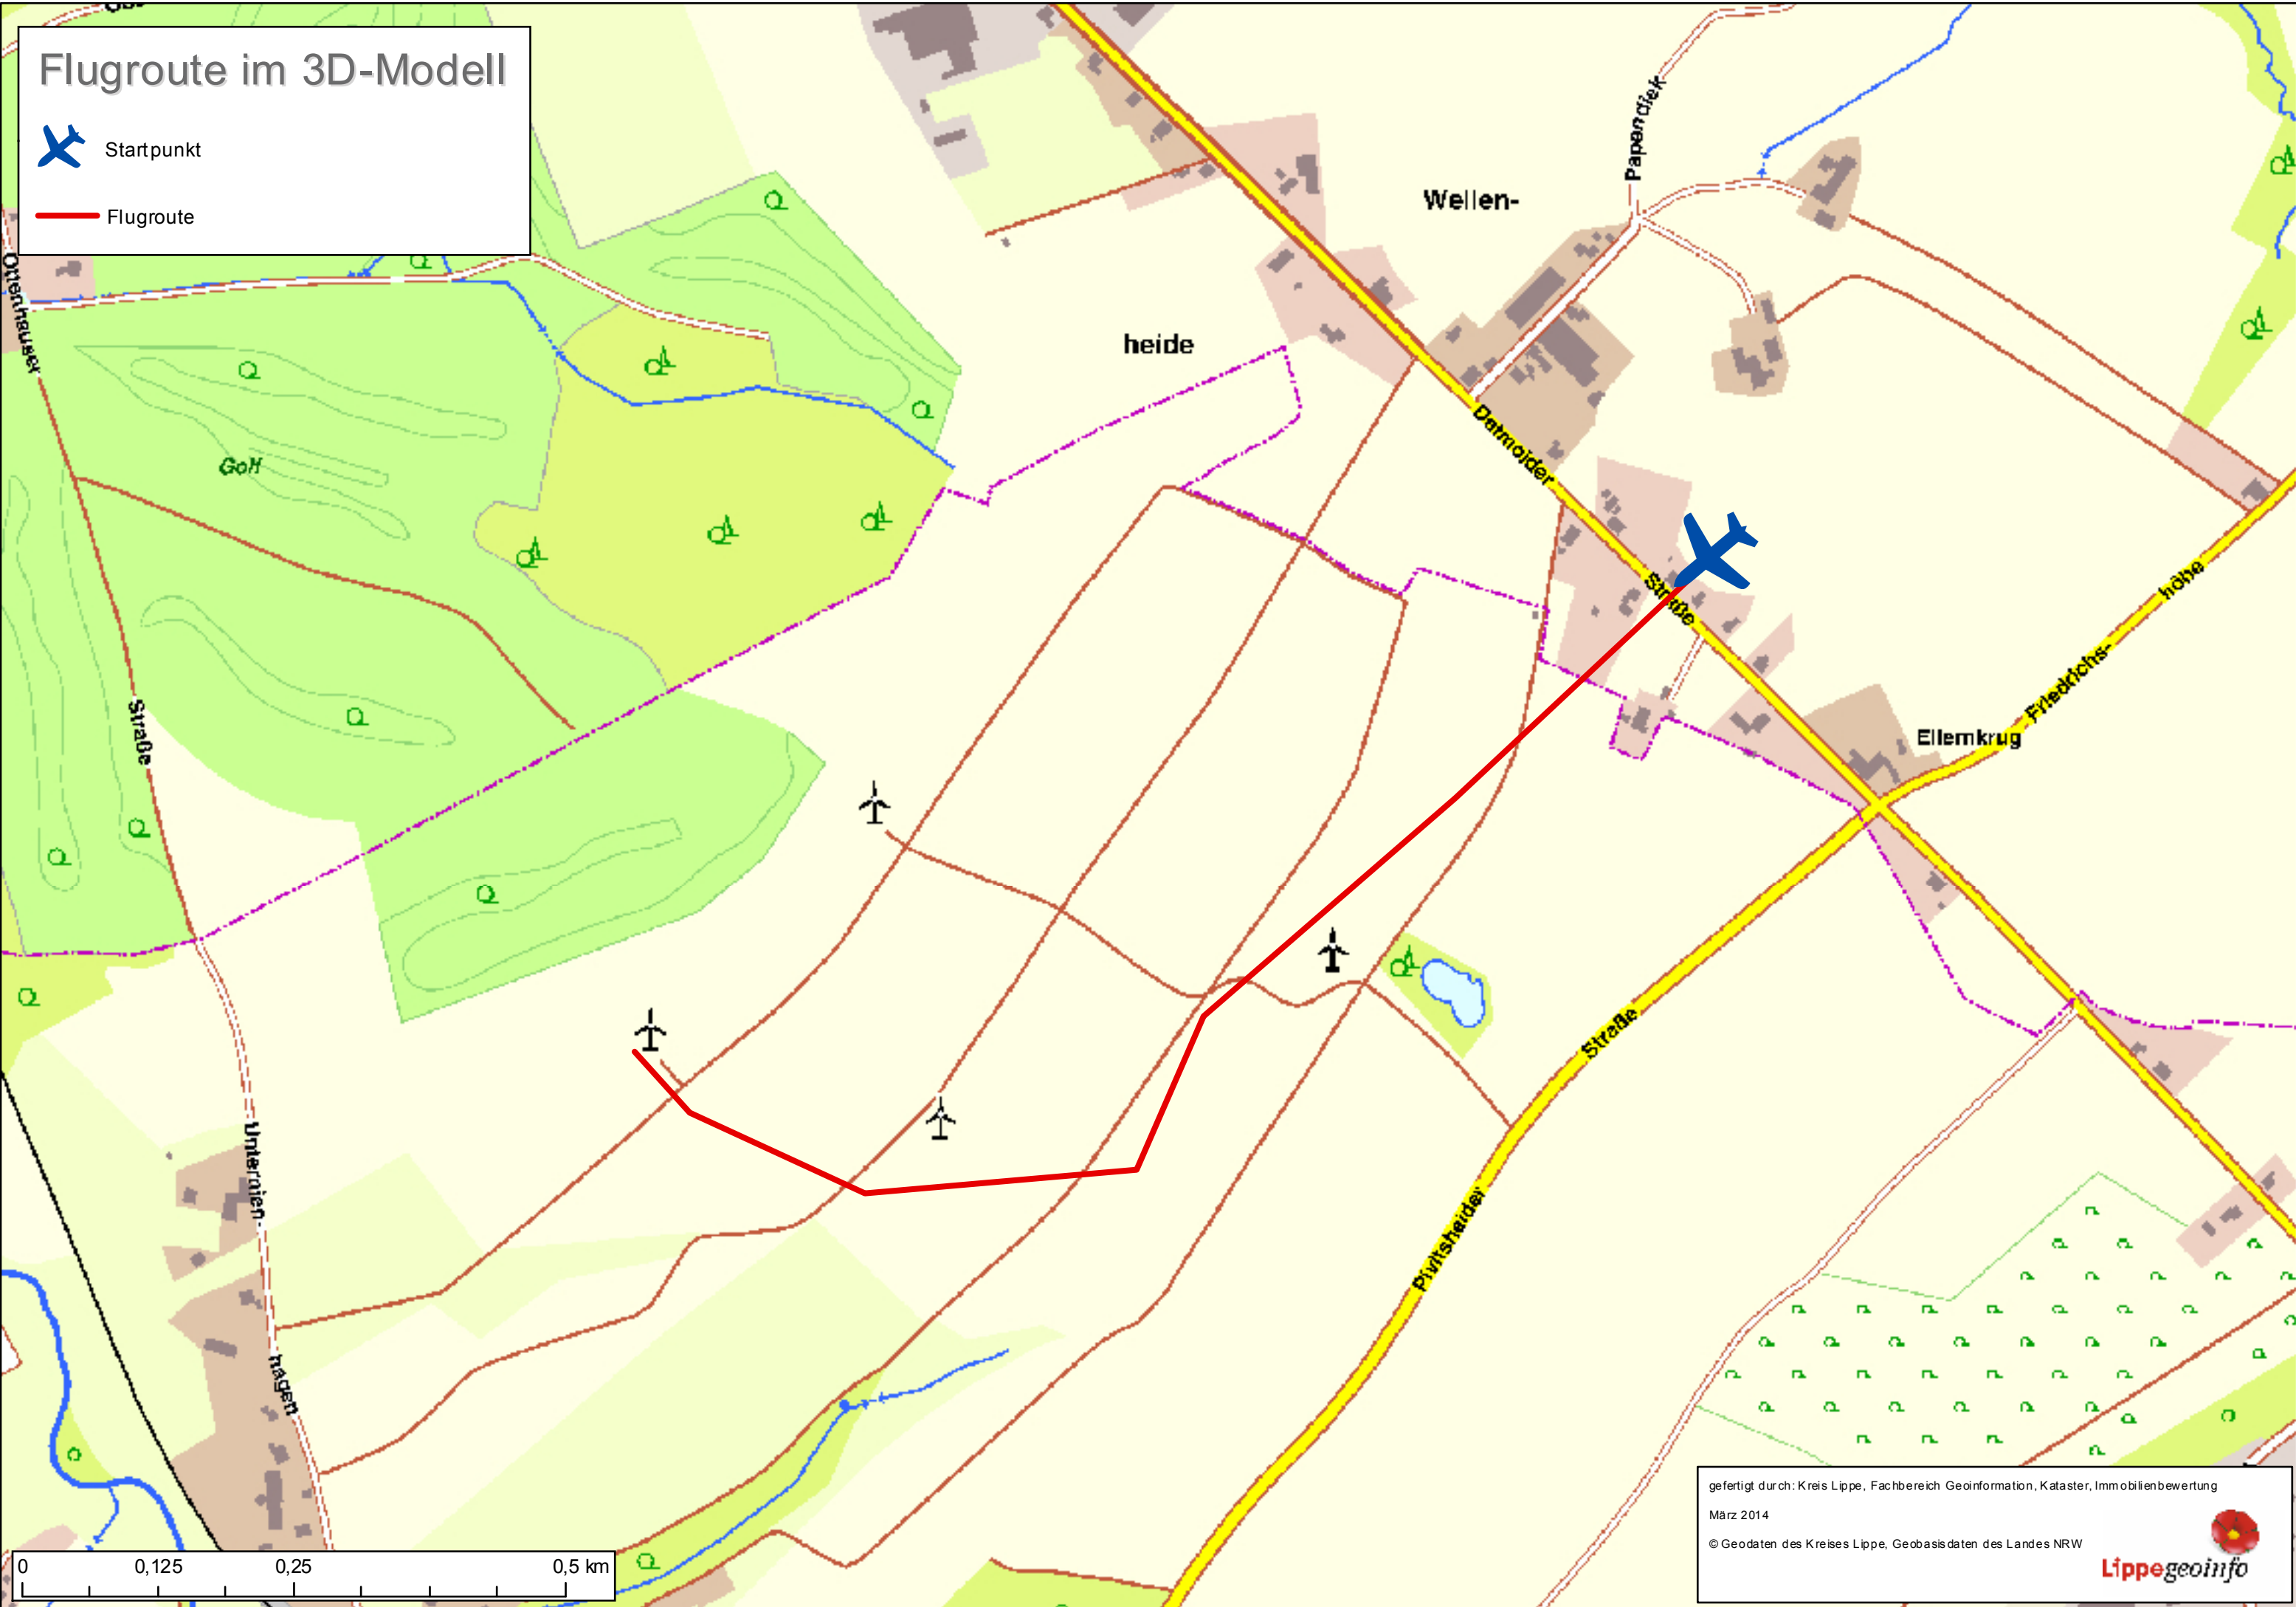 Flugroute im 3D-Modell
Startpunkt
Flugroute
Papendiek
Wellen-
heide
Ottenhauser
Golf
Detmolder
Straße
höhe
Friedrichs-
Ellernkrug
Straße
Straße
Pivitsheider
Unternien-
hagen
0 0,125 0,25 0,5 km
gefertigt durch: Kreis Lippe, Fachbereich Geoinformation, Kataster, Immobilienbewertung
März 2014
© Geodaten des Kreises Lippe, Geobasisdaten des Landes NRW
Lippegeoinfo